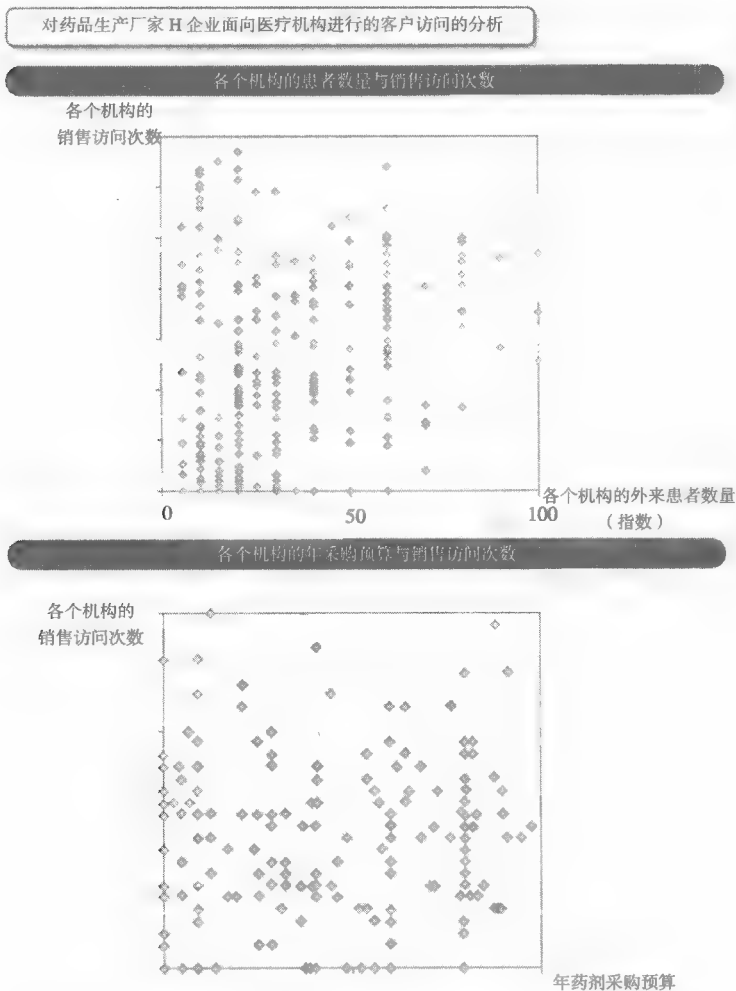 对药品生产厂家 H 企业面向医疗机构进行的客户访问的分析
各个机构的患者数量与销售访问次数
各个机构的
销售访问次数
各个机构的外来患者数量
（指数）
0
50
100
各个机构的年采购预算与销售访问次数
各个机构的
销售访问次数
年药剂采购预算